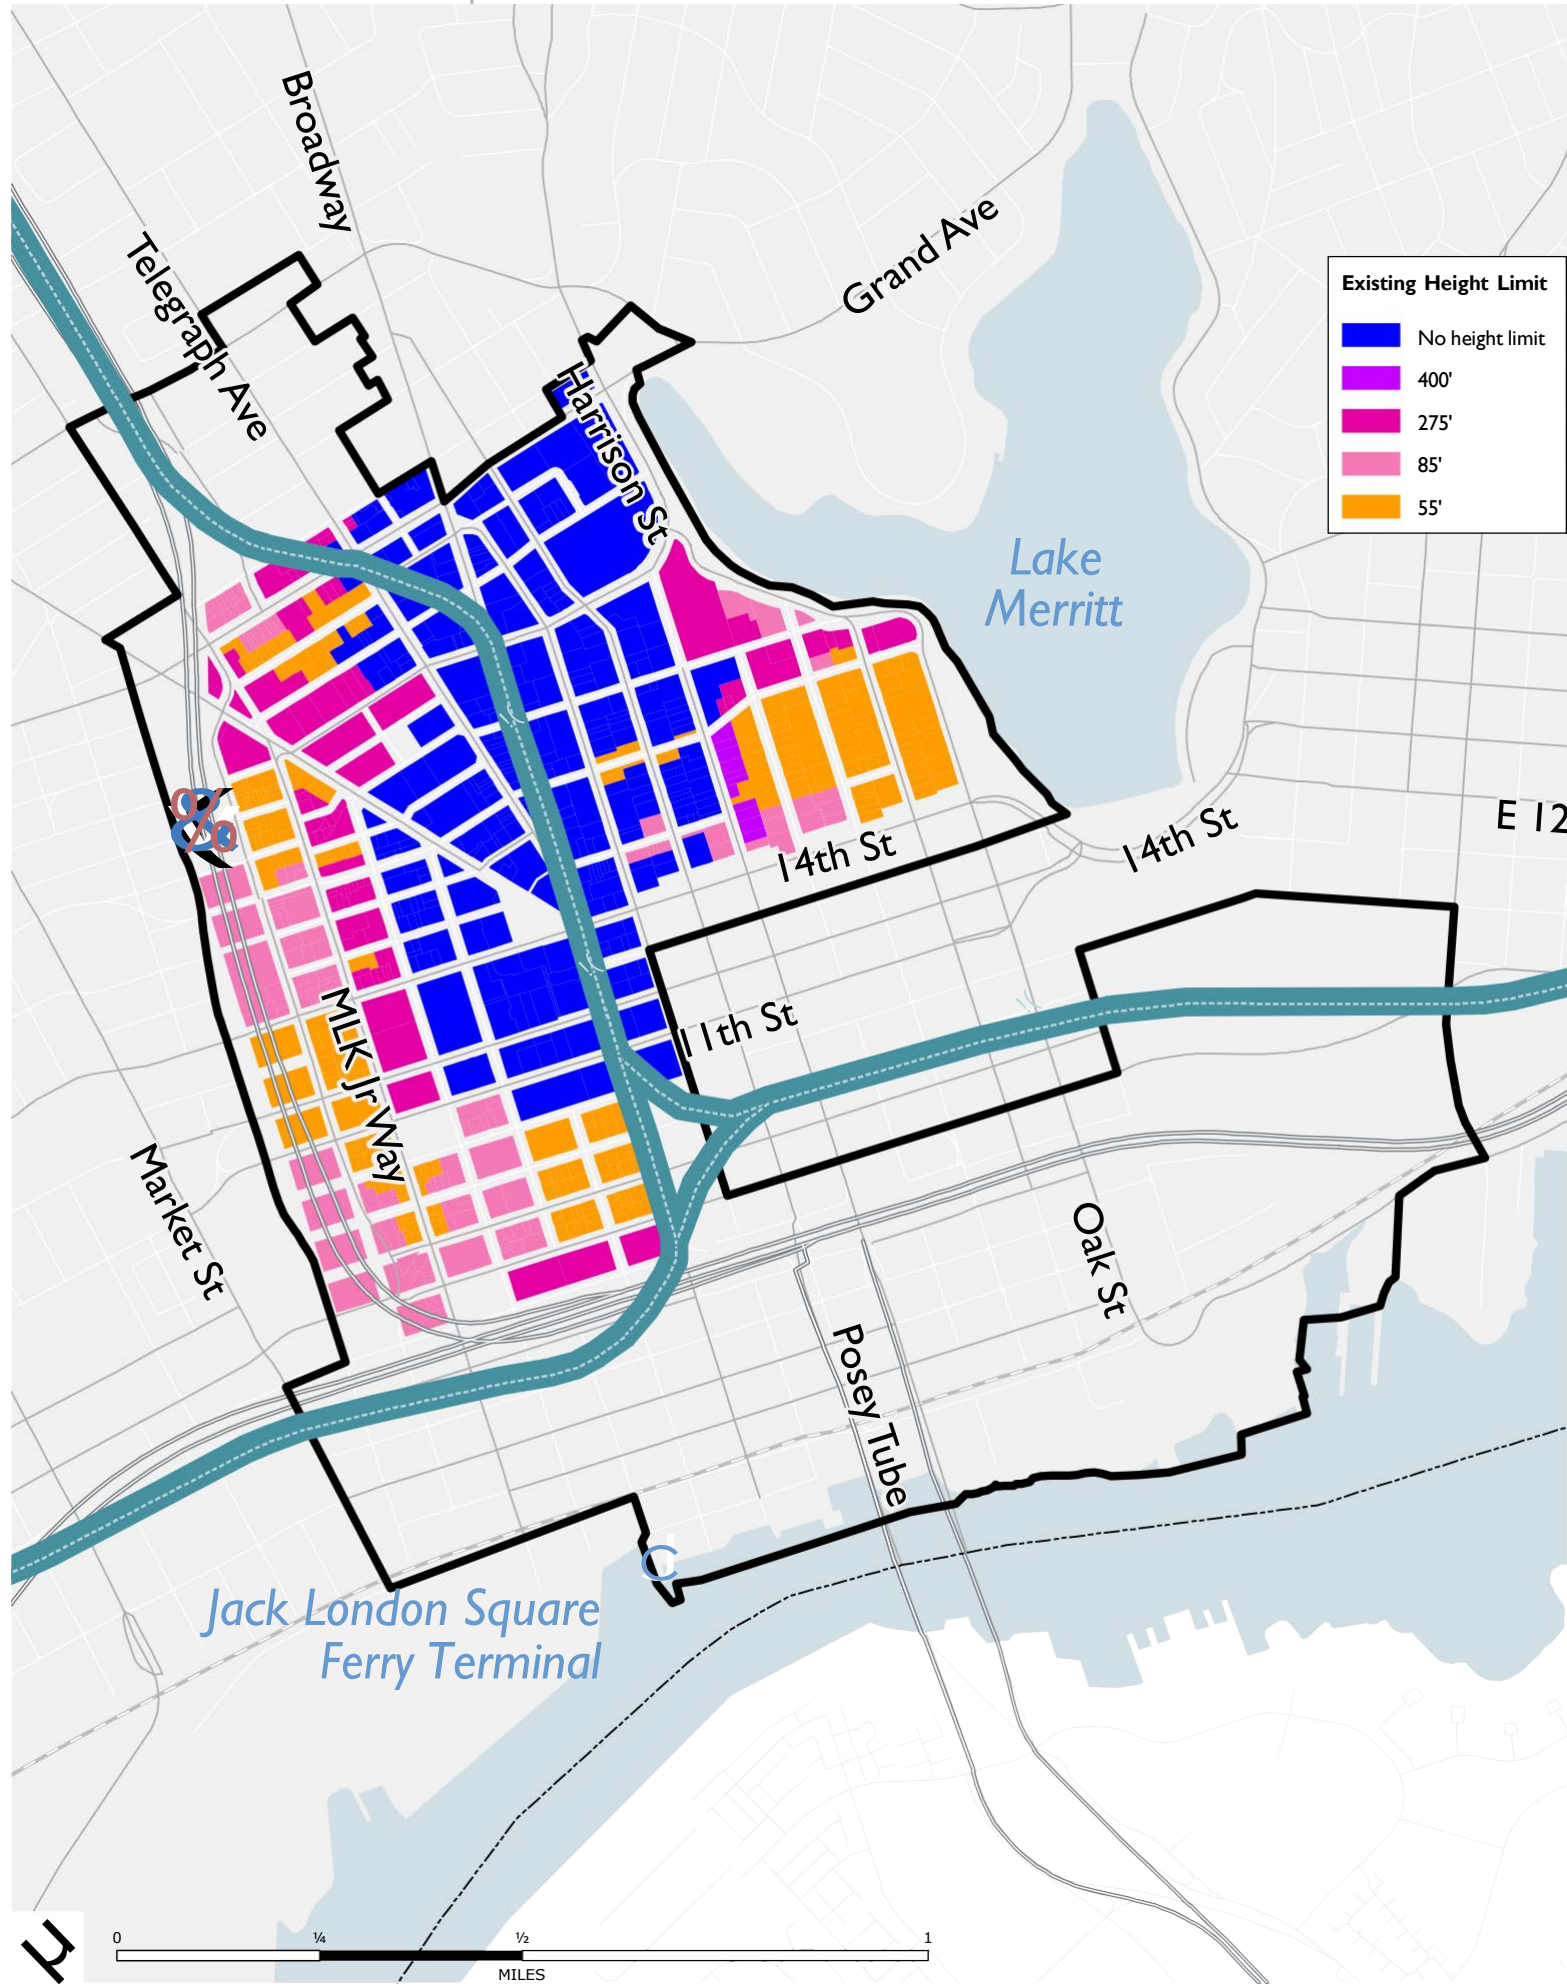 Broadway
Grand Ave
Telegraph Ave
Existing Height Limit
No height limit
400'
275'
85'
55'
Harrison St
Lake
Merritt
E 12
14th St
14th St
11th St
MLK Jr Way
Market St
Oak St
Posey Tube
Jack London Square
Ferry Terminal
0 ¼ ½ 1
MILES